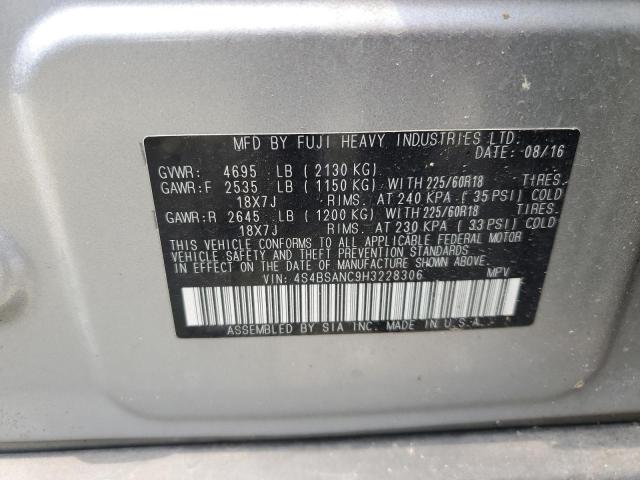 MFD BY FUJI HEAVY INDUSTRIES LTD.
DATE: 08/16
GVWR: 4695 LB (2130 KG)
GAWR:F 2535 LB (1150 KG) WITH 225/60R18 TIRES.
18X7J RIMS. AT 240 KPA (35 PSI) COLD
GAWR:R 2645 LB (1200 KG) WITH 225/60R18 TIRES.
18X7J RIMS. AT 230 KPA (33 PSI) COLD
THIS VEHICLE CONFORMS TO ALL APPLICABLE FEDERAL MOTOR
VEHICLE SAFETY AND THEFT PREVENTION STANDARDS
IN EFFECT ON THE DATE OF MANUFACTURE SHOWN ABOVE.
VIN: 4S4BSANC9H3228306 MPV
ASSEMBLED BY SIA INC. MADE IN U.S.A.